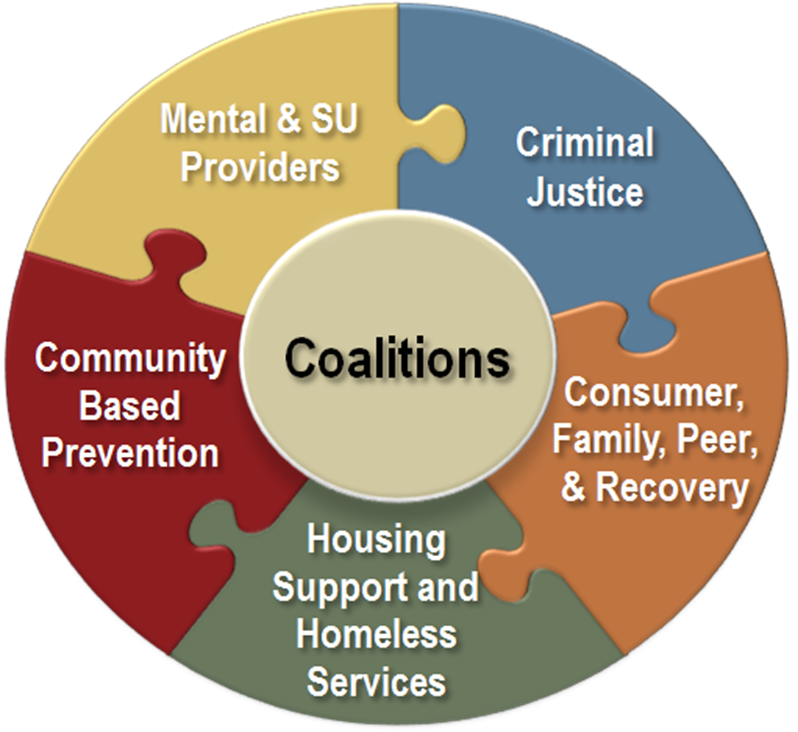 Mental & SU
Providers
Criminal
Justice
Coalitions
Community
Based
Prevention
Consumer,
Family, Peer,
& Recovery
Housing
Support and
Homeless
Services